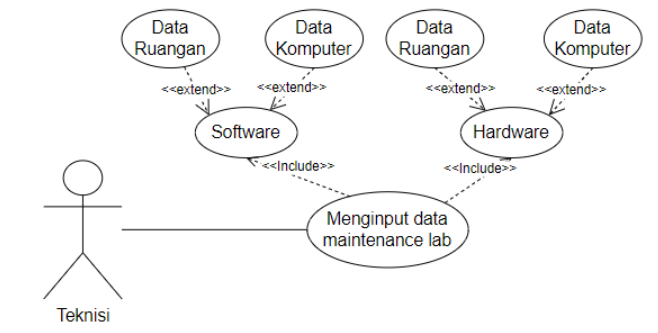 Data
Ruangan
Data
Komputer
Data
Ruangan
Data
Komputer
<<extend>>
<<extend>>
<<extend>>
<<extend>>
Software
Hardware
<<Include>>
<<Include>>
Menginput data
maintenance lab
Teknisi